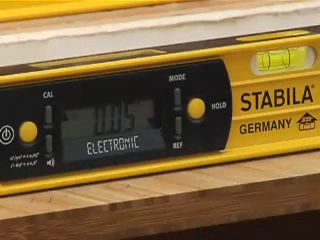 CAL
MODE
HOLD
REF
ELECTRONIC
STABILA
GERMANY